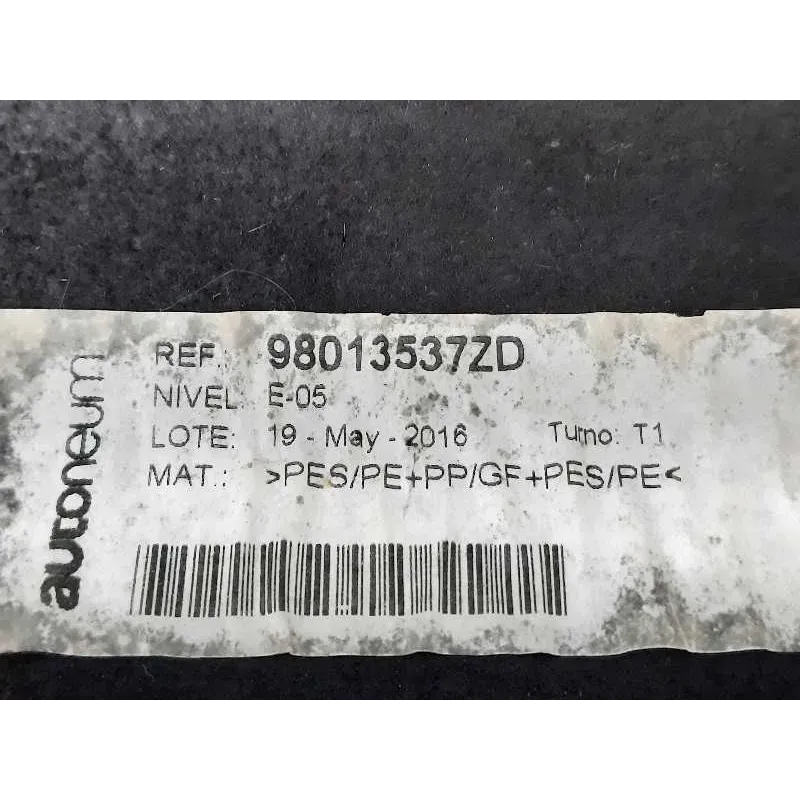 autoneum
REF.: 98013537ZD
NIVEL E-05
LOTE: 19 - May - 2016 Turno: T1
MAT.: >PES/PE+PP/GF+PES/PE<